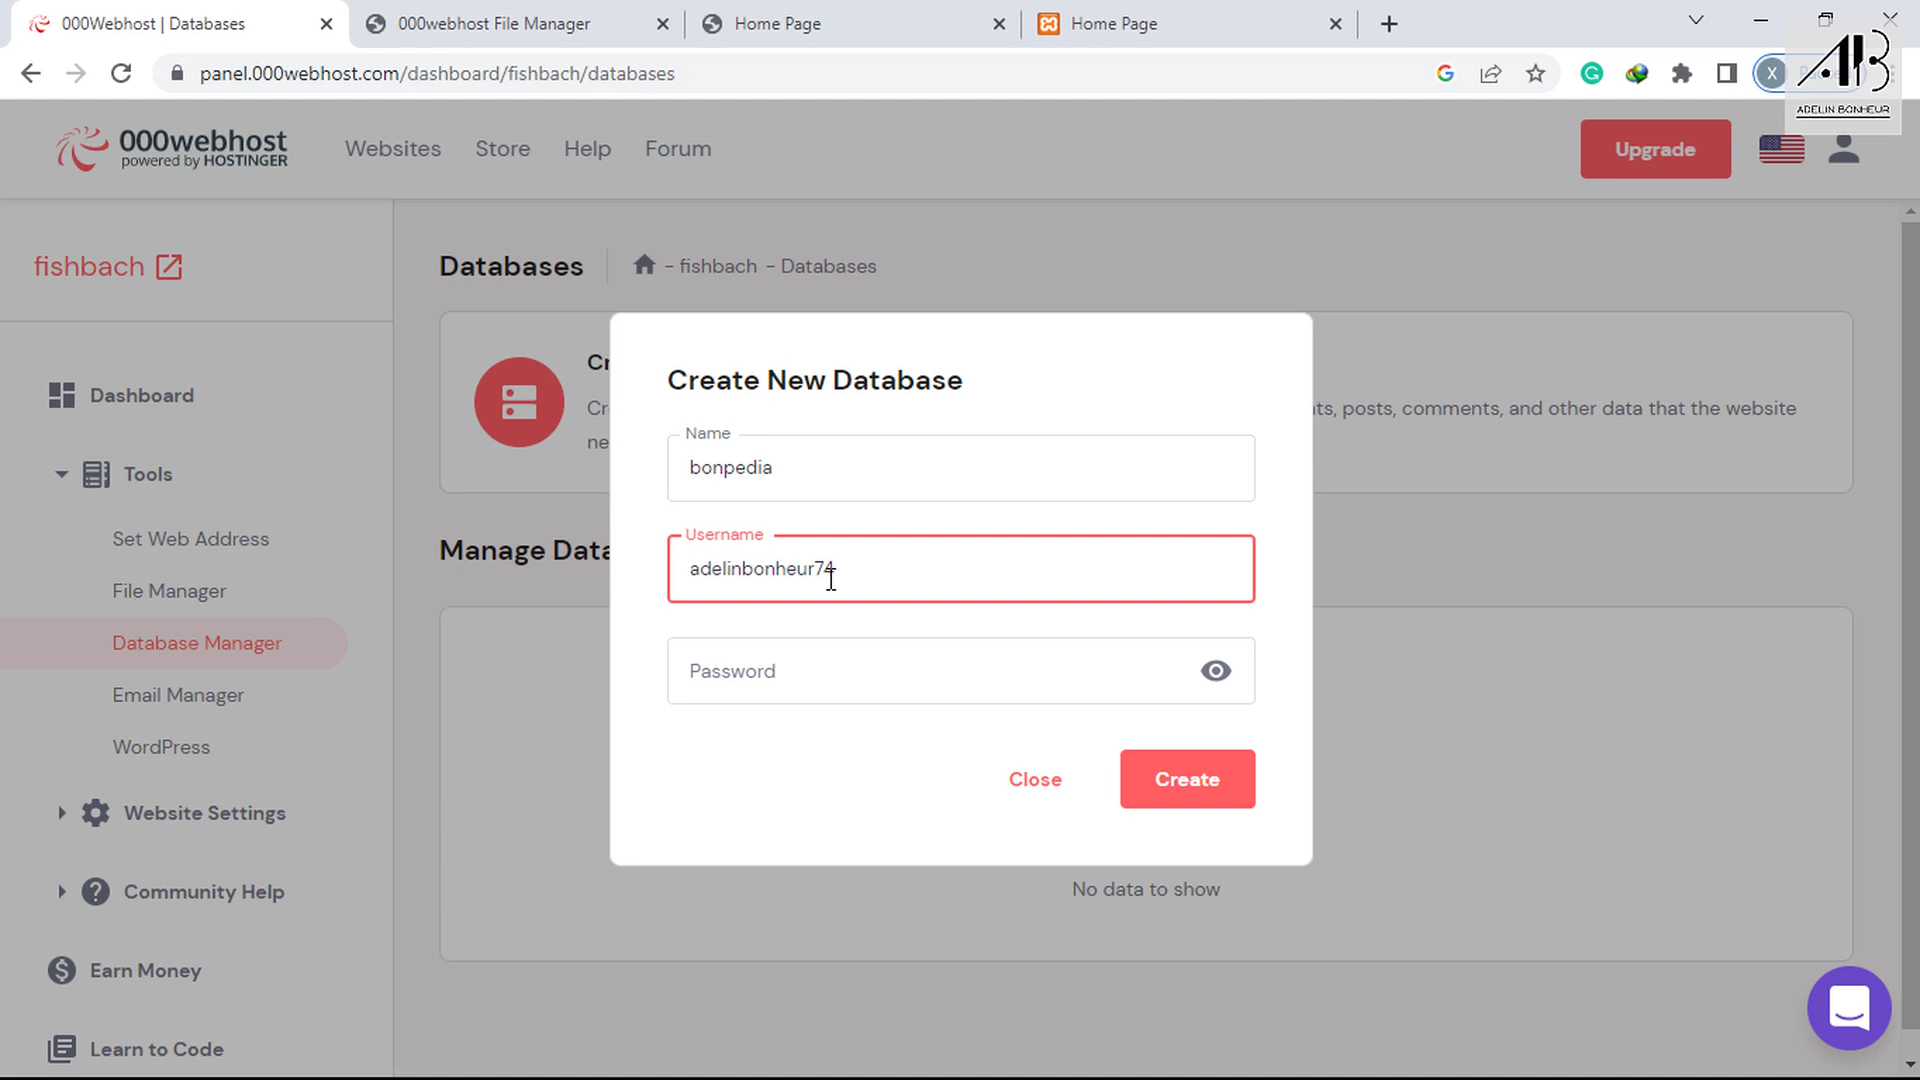 000Webhost | Databases
000webhost File Manager
Home Page
Home Page
panel.000webhost.com/dashboard/fishbach/databases
X
AB
ADELIN BONHEUR
000webhost
powered by HOSTINGER
Websites
Store
Help
Forum
Upgrade
fishbach
Databases
- fishbach - Databases
Dashboard
Tools
Set Web Address
File Manager
Database Manager
Email Manager
WordPress
Website Settings
Community Help
Earn Money
Learn to Code
Cr
Cr
ts, posts, comments, and other data that the website
ne
Manage Data
Create New Database
Name
bonpedia
Username
adelinbonheur74
Password
Close
Create
No data to show